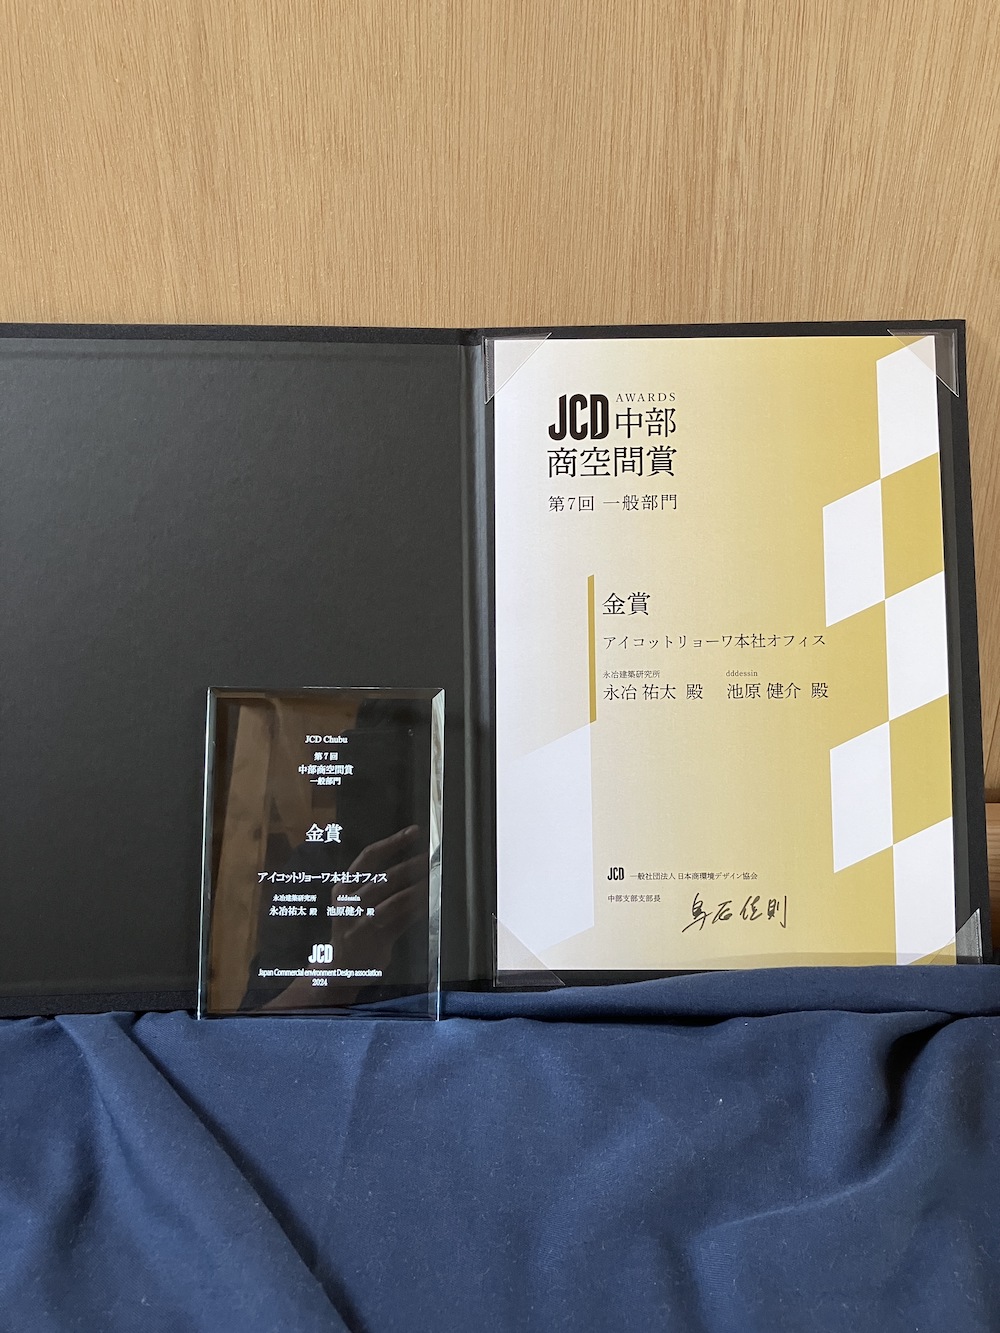 JCD Chubu
第7回
中部商空間賞
一般部門
金賞
アイコットリョーワ本社オフィス
永冶建築研究所 dddessin
永冶祐太 殿 池原健介 殿
JCD
Japan Commercial environment Design association
2024
AWARDS
JCD 中部
商空間賞
第7回 一般部門
金賞
アイコットリョーワ本社オフィス
永冶建築研究所 dddessin
永冶 祐太 殿 池原 健介 殿
JCD 一般社団法人 日本商環境デザイン協会
中部支部支部長